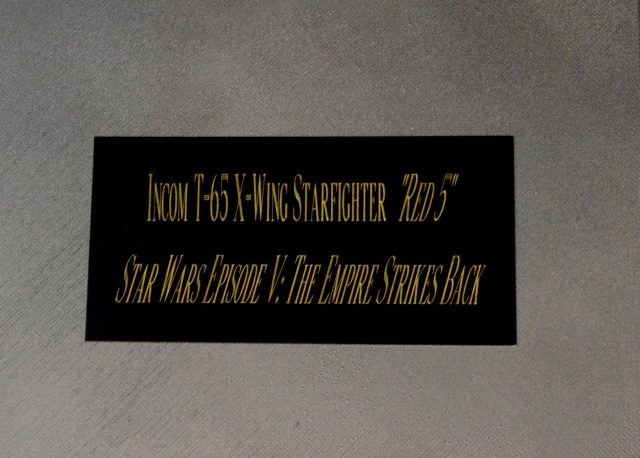 Incom T-65 X-Wing Starfighter "Red 5"
Star Wars Episode V: The Empire Strikes Back